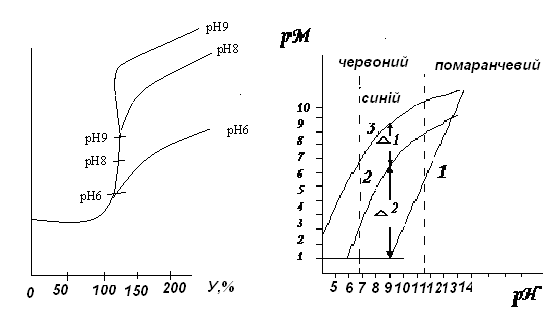 pH9
pH8
pH6
pH9
pH8
pH6
0 50 100 150 200 У,%
pM
червоний помаранчевий
синій
10
9
8
7
6
5
4
3
2
1
3
Δ 1
2
1
Δ 2
5 6 7 8 9 10 11 12 13 14
pH